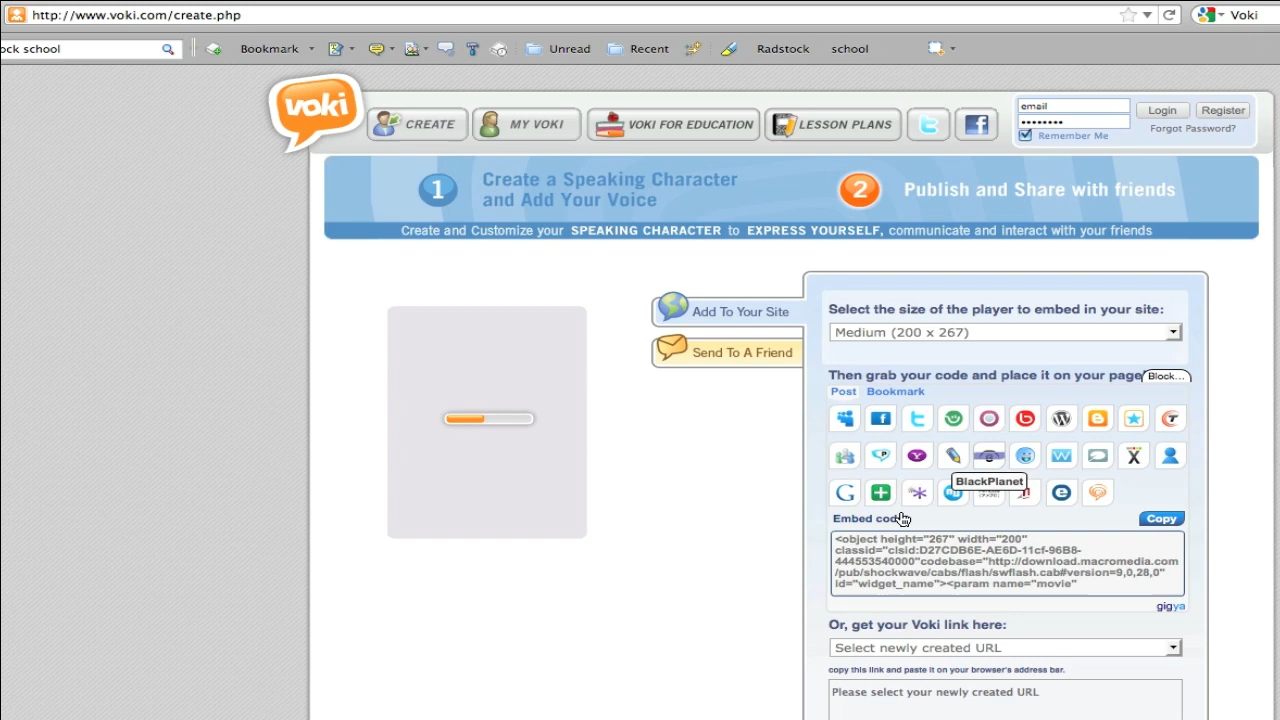 http://www.voki.com/create.php
Voki
ock school
Bookmark
Unread
Recent
Radstock
school
voki
CREATE
MY VOKI
VOKI FOR EDUCATION
LESSON PLANS
email
Login
Register
Remember Me
Forgot Password?
1
Create a Speaking Character
and Add Your Voice
2
Publish and Share with friends
Create and Customize your SPEAKING CHARACTER to EXPRESS YOURSELF, communicate and interact with your friends
Add To Your Site
Send To A Friend
Select the size of the player to embed in your site:
Medium (200 x 267)
Then grab your code and place it on your page
Block...
Post
Bookmark
BlackPlanet
Embed cod
Copy
<object height="267" width="200"
classid="clsid:D27CDB6E-AE6D-11cf-96B8-
444553540000"codebase="http://download.macromedia.com
/pub/shockwave/cabs/flash/swflash.cab#version=9,0,28,0"
id="widget_name"><param name="movie"
gigya
Or, get your Voki link here:
Select newly created URL
copy this link and paste it on your browser's address bar.
Please select your newly created URL